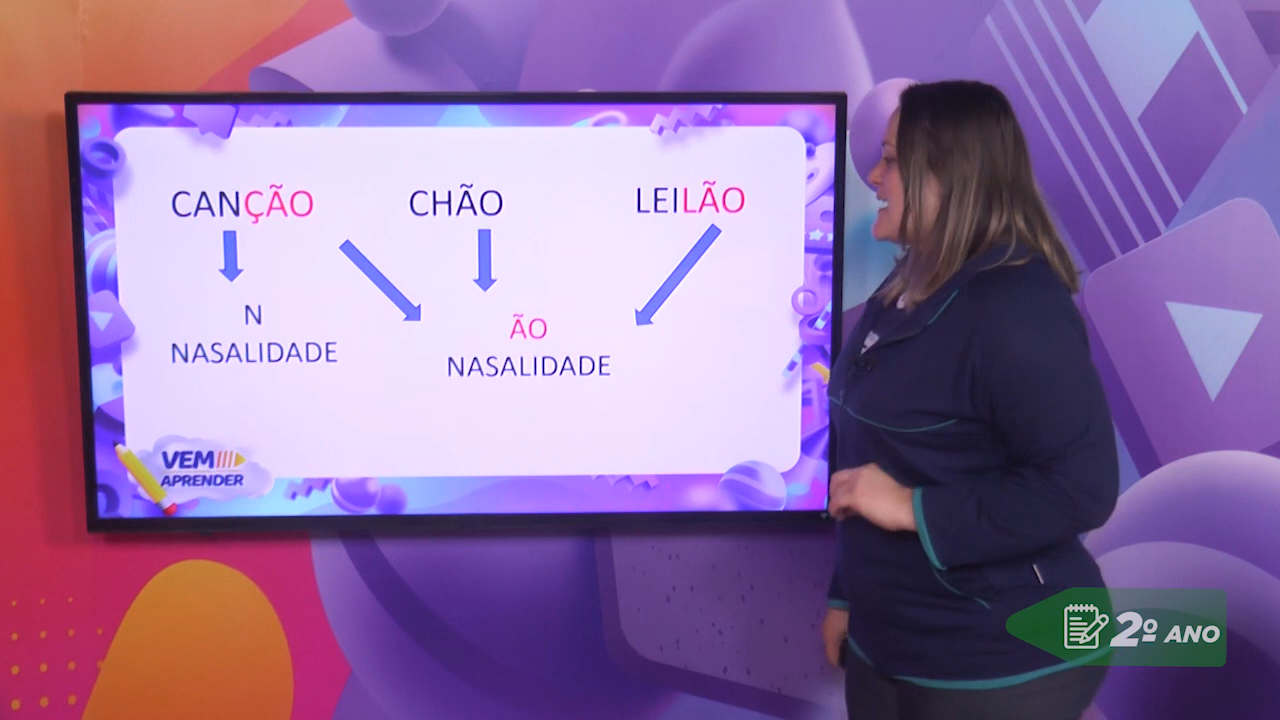 CANÇÃO CHÃO LEILÃO
N
NASALIDADE
ÃO
NASALIDADE
VEM
APRENDER
2º ANO